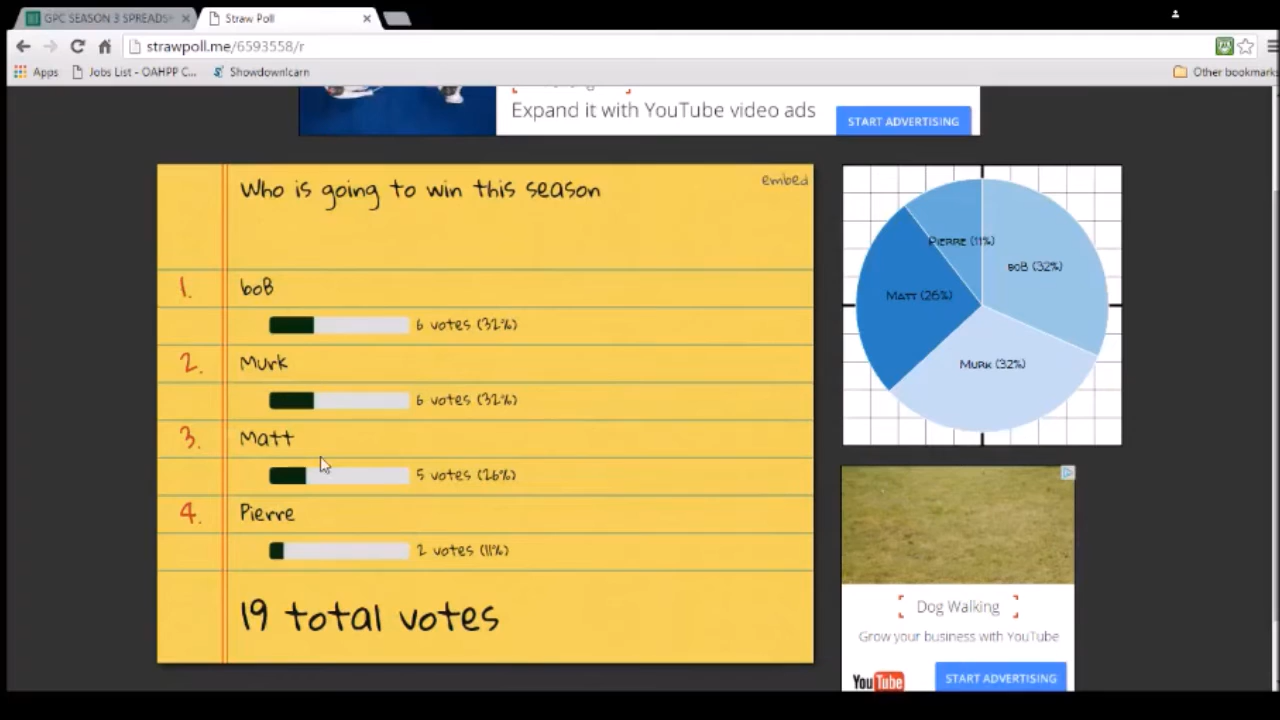 GPC SEASON 3 SPREADSH
Straw Poll
strawpoll.me/6593558/r
Apps
Jobs List - OAHPP C...
Showdown!carn
Other bookmarks
Expand it with YouTube video ads
START ADVERTISING
Who is going to win this season
embed
1. boB
6 votes (32%)
2. Murk
6 votes (32%)
3. Matt
5 votes (26%)
4. Pierre
2 votes (11%)
19 total votes
Pierre (11%)
boB (32%)
Matt (26%)
Murk (32%)
Dog Walking
Grow your business with YouTube
YouTube
START ADVERTISING